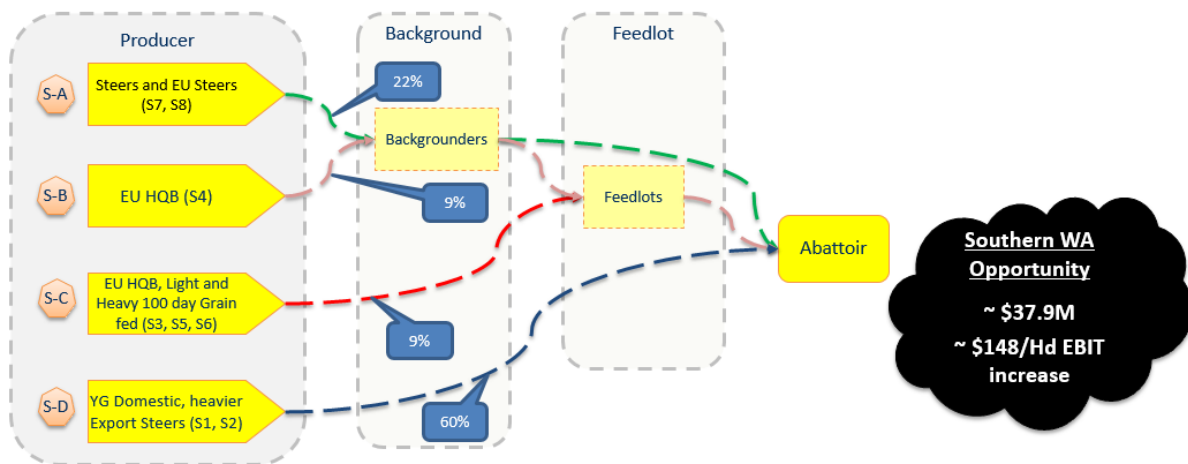 Producer
Background
Feedlot
S-A
Steers and EU Steers
(S7, S8)
22%
Backgrounders
S-B
EU HQB (S4)
9%
Feedlots
Abattoir
S-C
EU HQB, Light and
Heavy 100 day Grain
fed (S3, S5, S6)
9%
S-D
YG Domestic, heavier
Export Steers (S1, S2)
60%
Southern WA
Opportunity
~ $37.9M
~ $148/Hd EBIT
increase